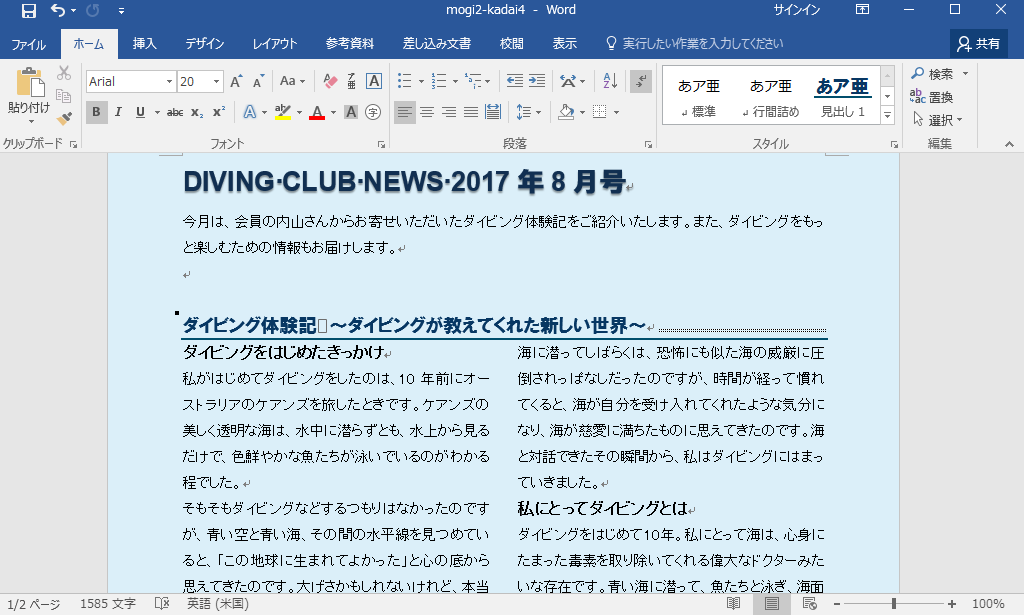 mogi2-kadai4 - Word
サインイン
ファイル ホーム 挿入 デザイン レイアウト 参考資料 差し込み文書 校閲 表示 実行したい作業を入力してください 共有
貼り付け
Arial 20
B I U abc x₂ x²
Aa
あア亜 あア亜 あア亜
↲ 標準 ↲ 行間詰め 見出し 1
検索
置換
選択
クリップボード フォント 段落 スタイル 編集
DIVING·CLUB·NEWS·2017 年 8 月号
今月は、会員の内山さんからお寄せいただいたダイビング体験記をご紹介いたします。また、ダイビングをもっ
と楽しむための情報もお届けします。
ダイビング体験記□～ダイビングが教えてくれた新しい世界～
ダイビングをはじめたきっかけ
私がはじめてダイビングをしたのは、10 年前にオー
ストラリアのケアンズを旅したときです。ケアンズの
美しく透明な海は、水中に潜らずとも、水上から見る
だけで、色鮮やかな魚たちが泳いでいるのがわかる
程でした。
そもそもダイビングなどするつもりはなかったのです
が、青い空と青い海、その間の水平線を見つめてい
ると、「この地球に生まれてよかった」と心の底から
思えてきたのです。大げさかもしれないけれど、本当
海に潜ってしばらくは、恐怖にも似た海の威厳に圧
倒されっぱなしだったのですが、時間が経って慣れ
てくると、海が自分を受け入れてくれたような気分に
なり、海が慈愛に満ちたものに思えてきたのです。海
と対話できたその瞬間から、私はダイビングにはまっ
ていきました。
私にとってダイビングとは
ダイビングをはじめて10年。私にとって海は、心身に
たまった毒素を取り除いてくれる偉大なドクターみた
いな存在です。青い海に潜って、魚たちと泳ぎ、海面
1/2 ページ 1585 文字 英語 (米国) 100%